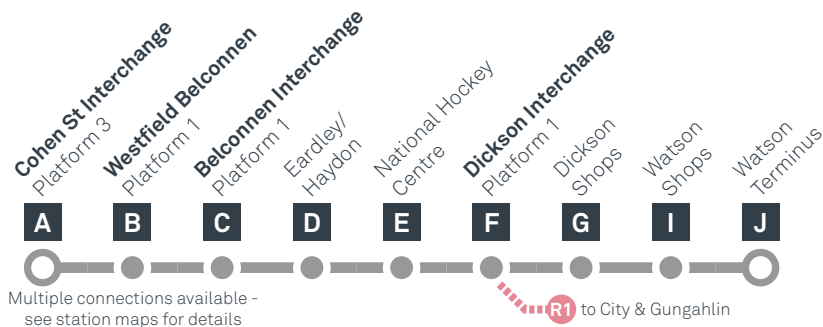 Cohen St Interchange
Platform 3
Westfield Belconnen
Platform 1
Belconnen Interchange
Platform 1
Eardley/
Haydon
National Hockey
Centre
Dickson Interchange
Platform 1
Dickson
Shops
Watson
Shops
Watson
Terminus
A B C D E F G I J
Multiple connections available -
see station maps for details
R1 to City & Gungahlin